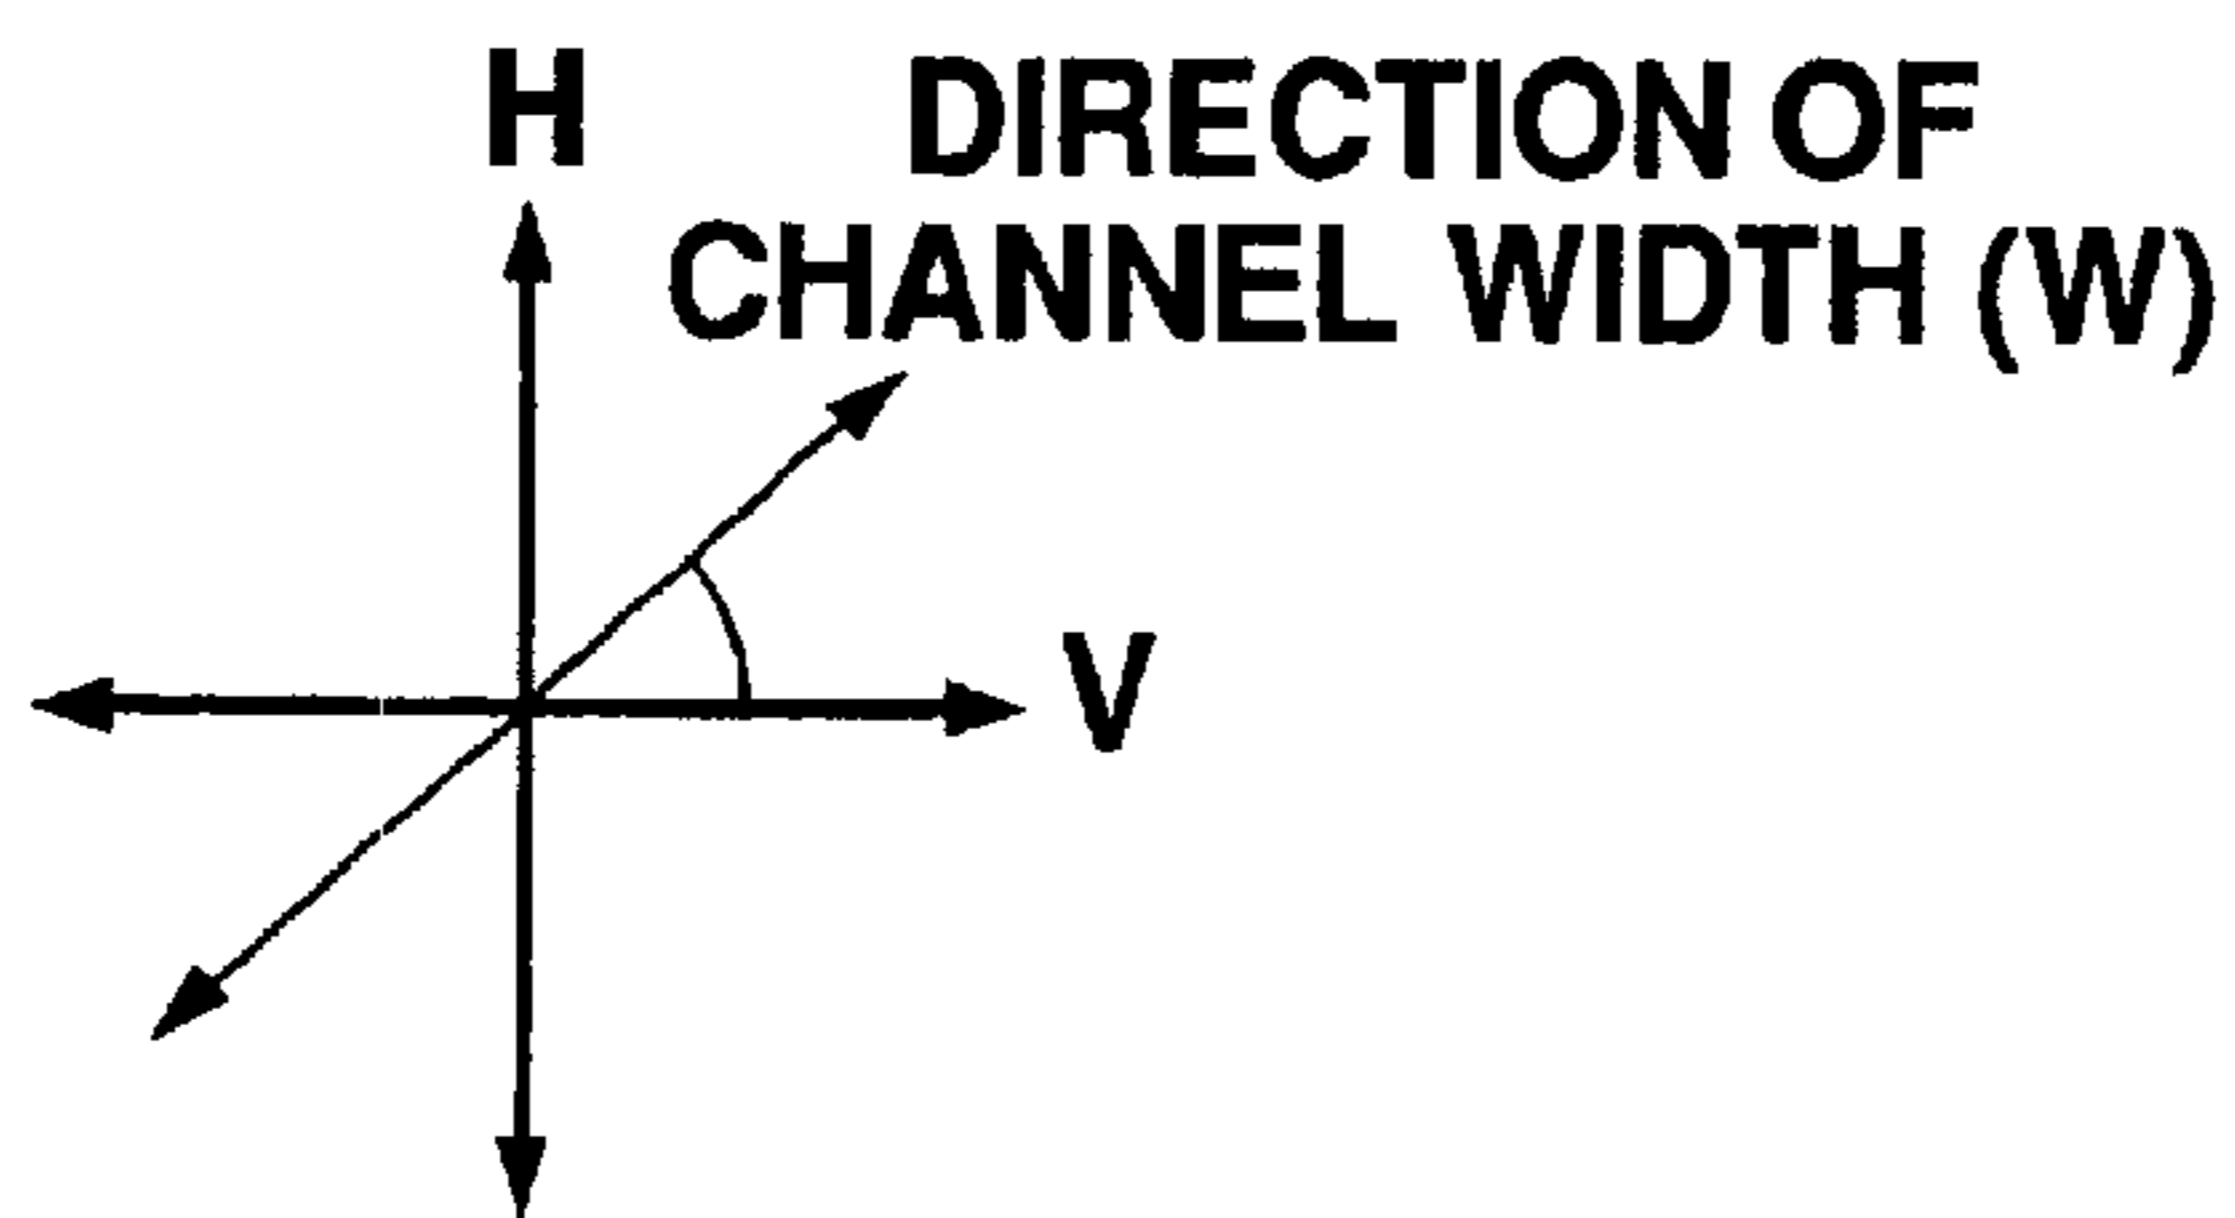 H
DIRECTION OF
CHANNEL WIDTH (W)
V